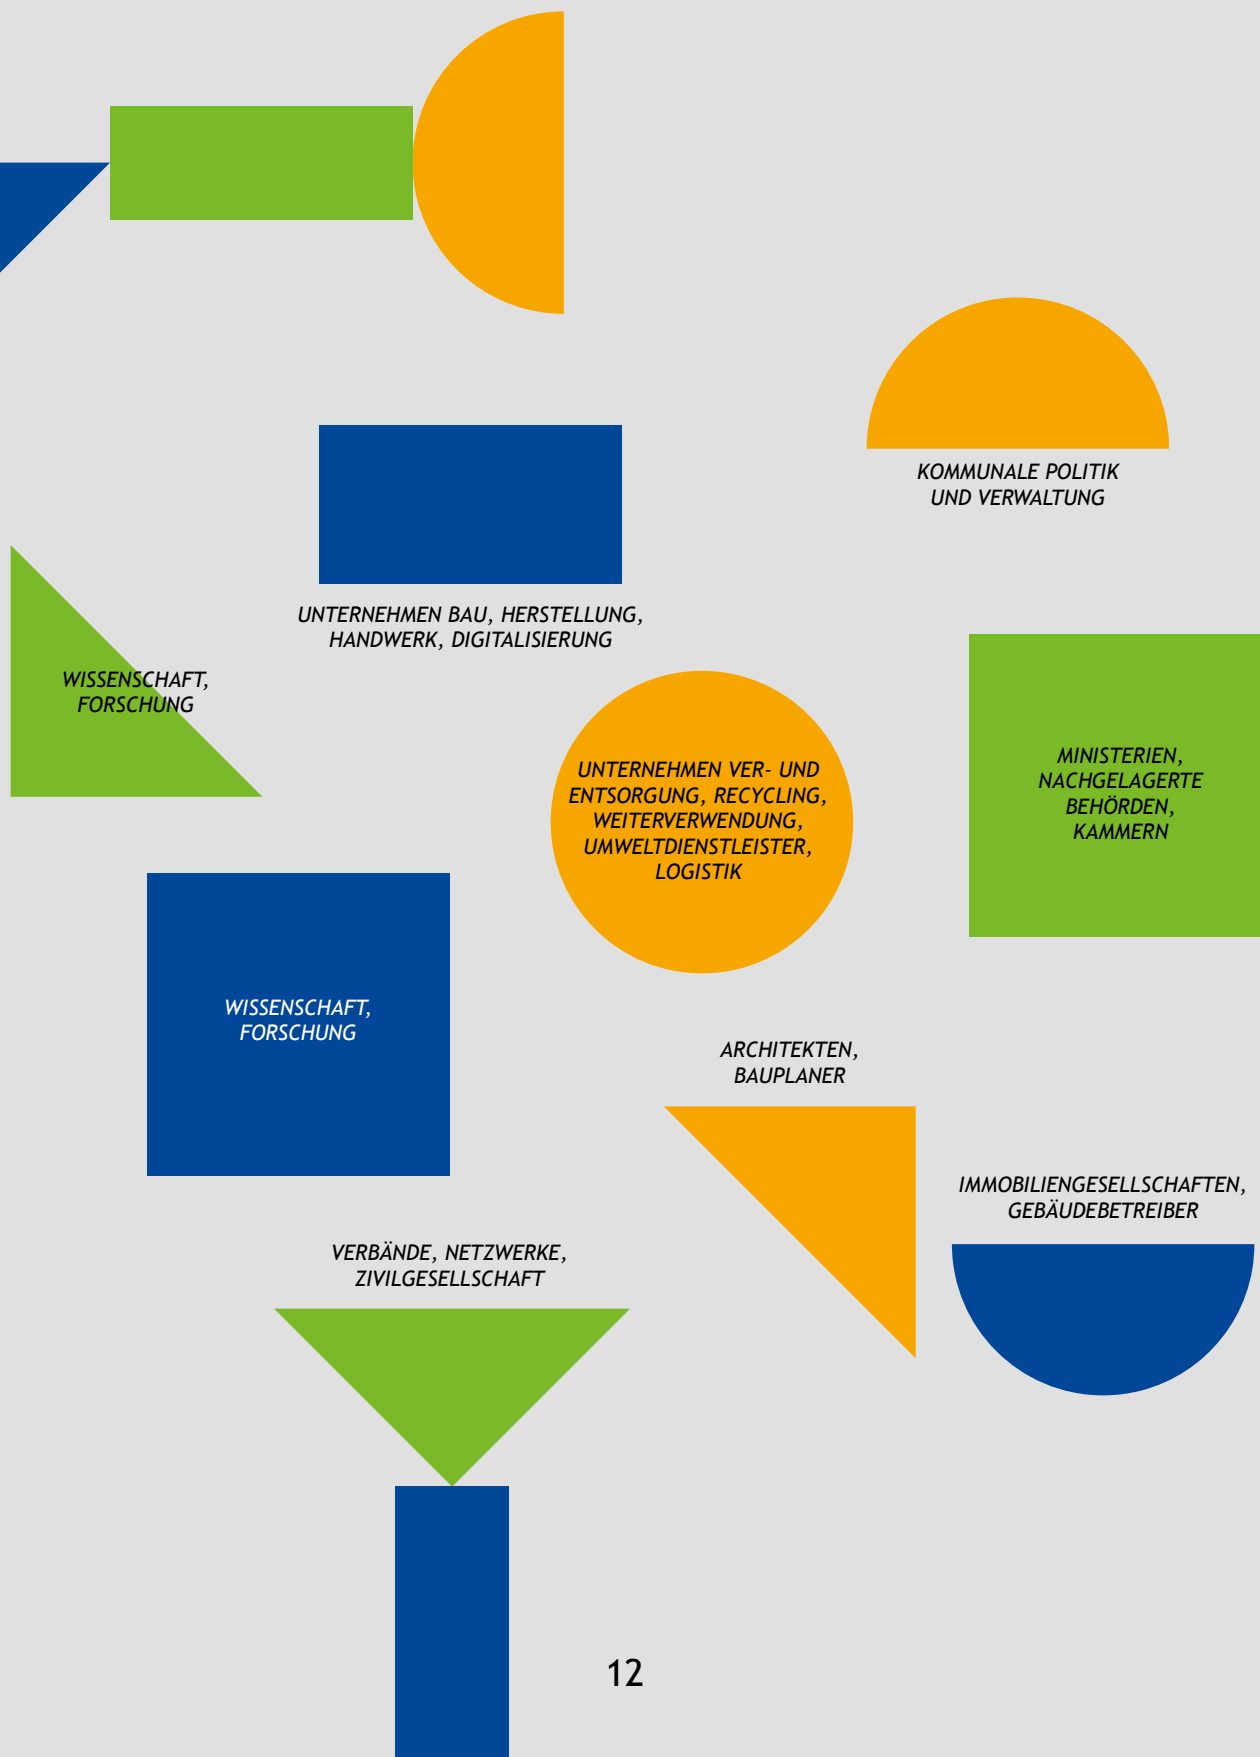 KOMMUNALE POLITIK
UND VERWALTUNG
UNTERNEHMEN BAU, HERSTELLUNG,
HANDWERK, DIGITALISIERUNG
WISSENSCHAFT,
FORSCHUNG
UNTERNEHMEN VER- UND
ENTSORGUNG, RECYCLING,
WEITERVERWENDUNG,
UMWELTDIENSTLEISTER,
LOGISTIK
MINISTERIEN,
NACHGELAGERTE
BEHÖRDEN,
KAMMERN
WISSENSCHAFT,
FORSCHUNG
ARCHITEKTEN,
BAUPLANER
IMMOBILIENGESELLSCHAFTEN,
GEBÄUDEBETREIBER
VERBÄNDE, NETZWERKE,
ZIVILGESELLSCHAFT
12